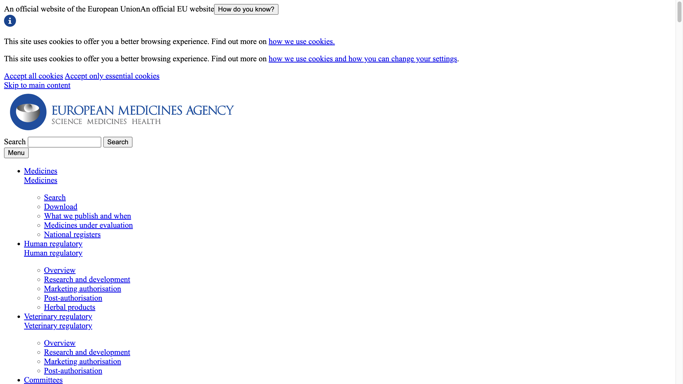 An official website of the European UnionAn official EU website How do you know?
This site uses cookies to offer you a better browsing experience. Find out more on how we use cookies.
This site uses cookies to offer you a better browsing experience. Find out more on how we use cookies and how you can change your settings.
Accept all cookies Accept only essential cookies
Skip to main content
EUROPEAN MEDICINES AGENCY
SCIENCE MEDICINES HEALTH
Search Search
Menu
Medicines
Medicines
Search
Download
What we publish and when
Medicines under evaluation
National registers
Human regulatory
Human regulatory
Overview
Research and development
Marketing authorisation
Post-authorisation
Herbal products
Veterinary regulatory
Veterinary regulatory
Overview
Research and development
Marketing authorisation
Post-authorisation
Committees